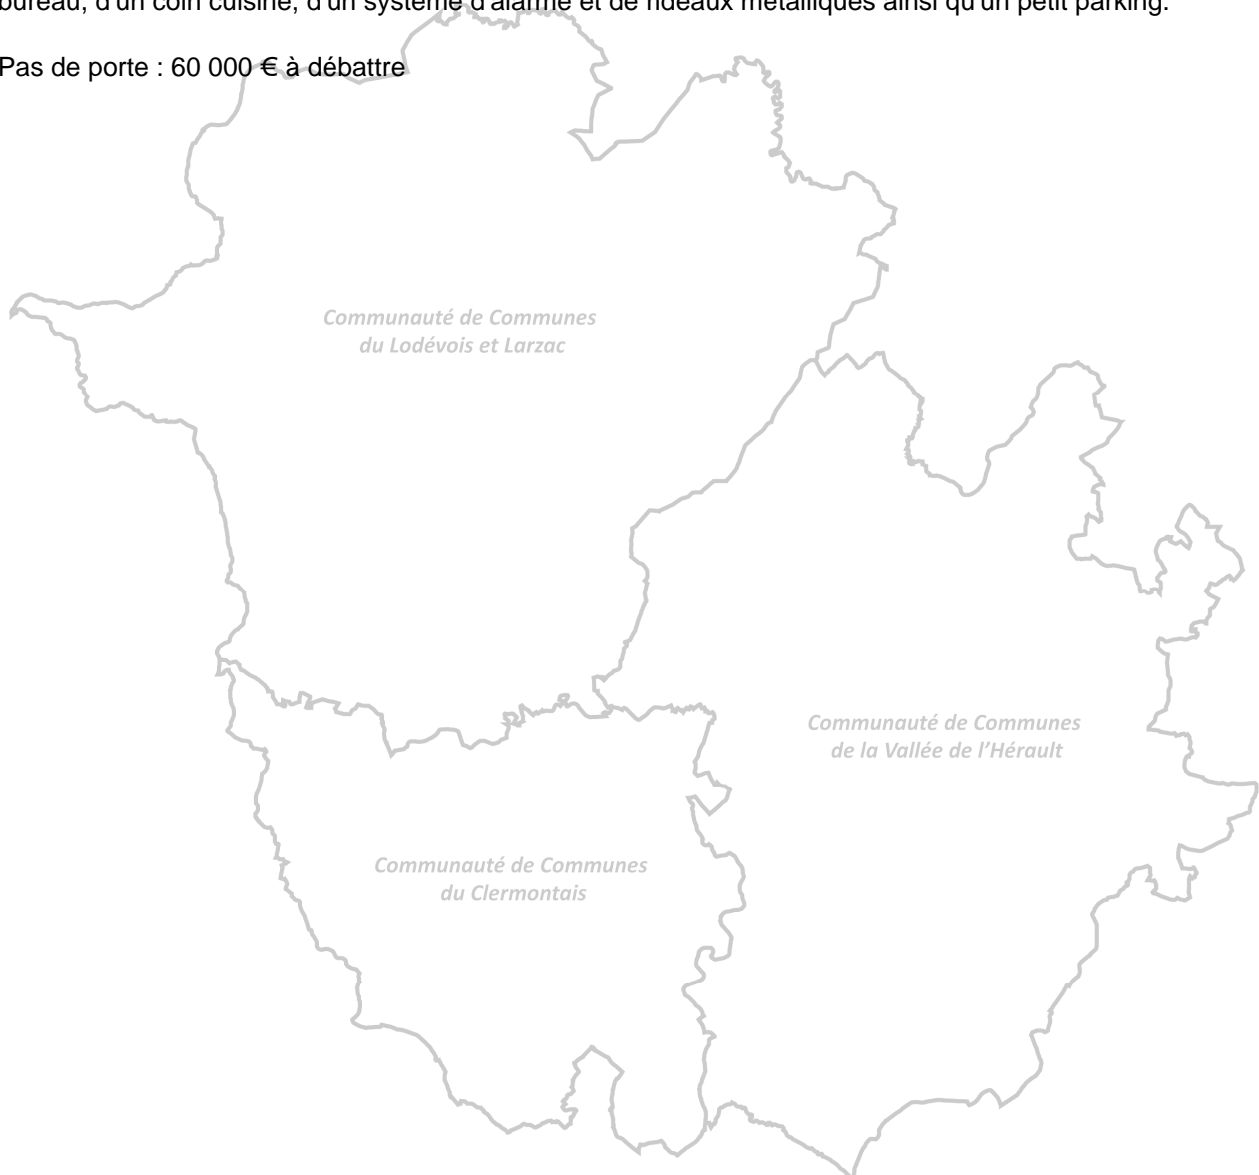 bureau, d'un coin cuisine, d'un système d'alarme et de rideaux métalliques ainsi qu'un petit parking.
Pas de porte : 60 000 € à débattre
Communauté de Communes
du Lodévois et Larzac
Communauté de Communes
de la Vallée de l'Hérault
Communauté de Communes
du Clermontais